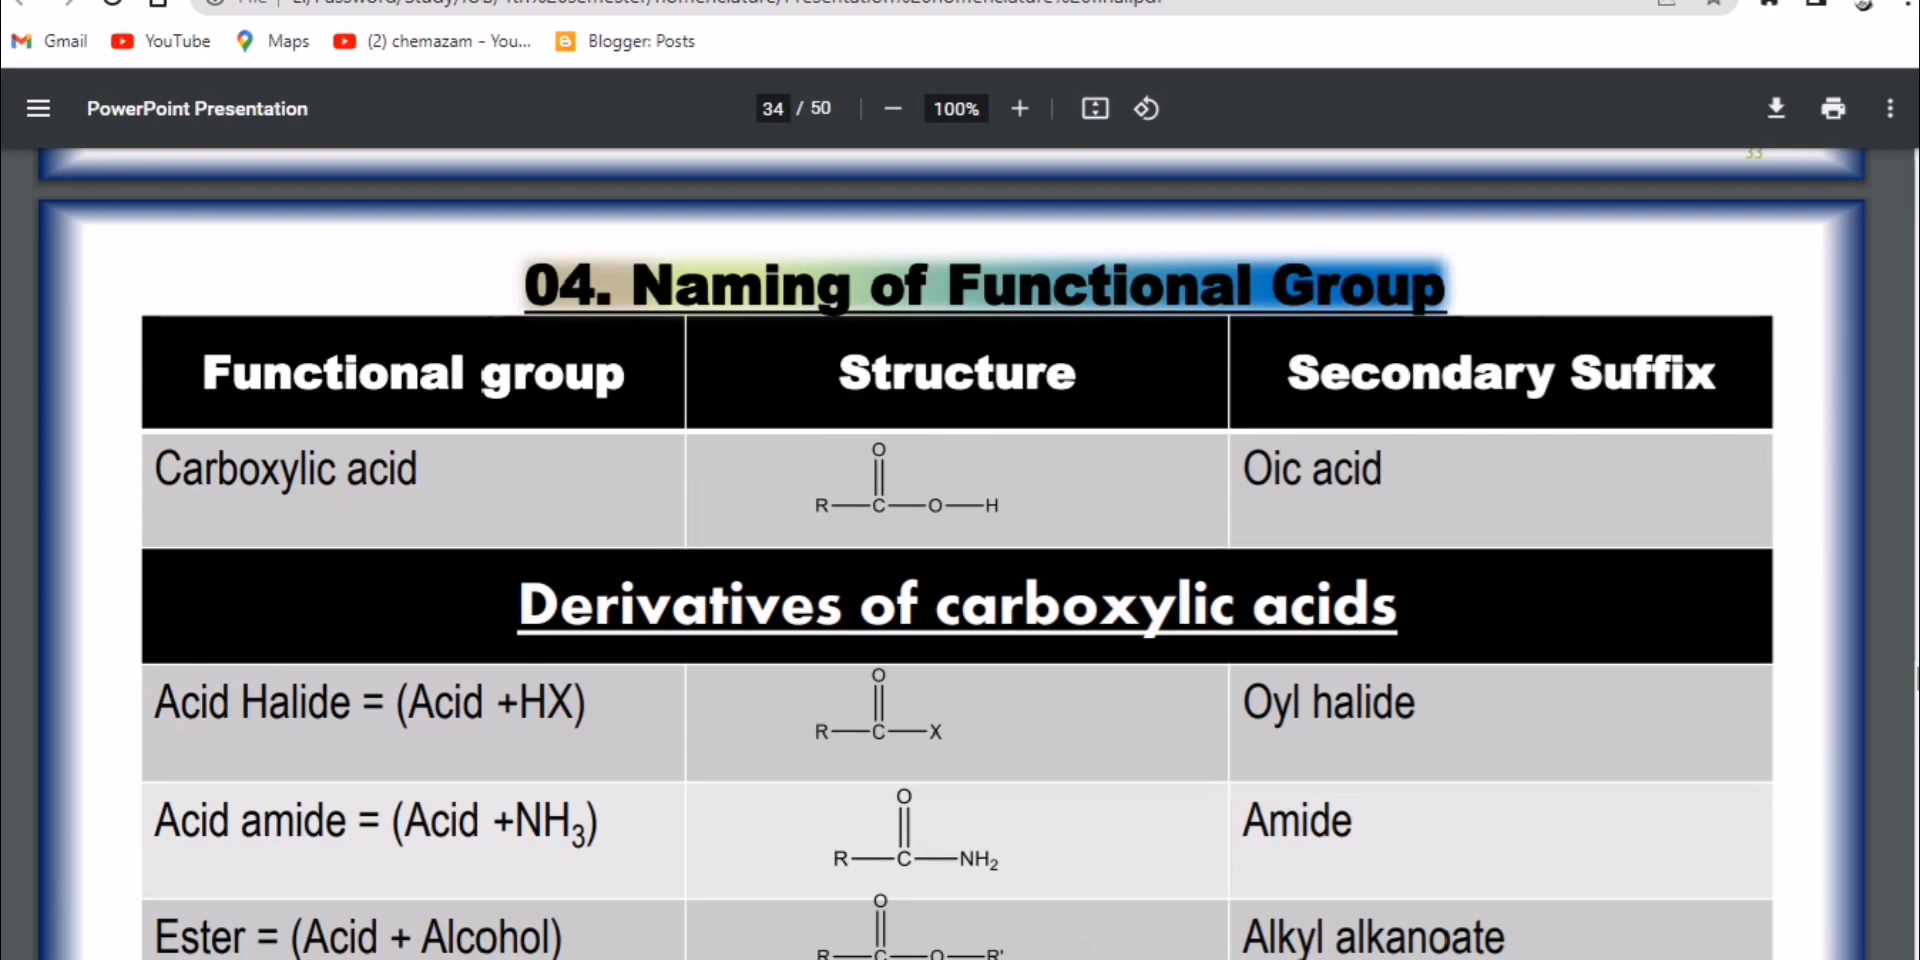 Gmail YouTube Maps (2) chemazam - You... Blogger: Posts
PowerPoint Presentation 34 / 50 100%
33
04. Naming of Functional Group
Functional group Structure Secondary Suffix
Carboxylic acid R—C—O—H O Oic acid
Derivatives of carboxylic acids
Acid Halide = (Acid +HX) R—C—X O Oyl halide
Acid amide = (Acid +NH₃) R—C—NH₂ O Amide
Ester = (Acid + Alcohol) R—C—O—R' O Alkyl alkanoate